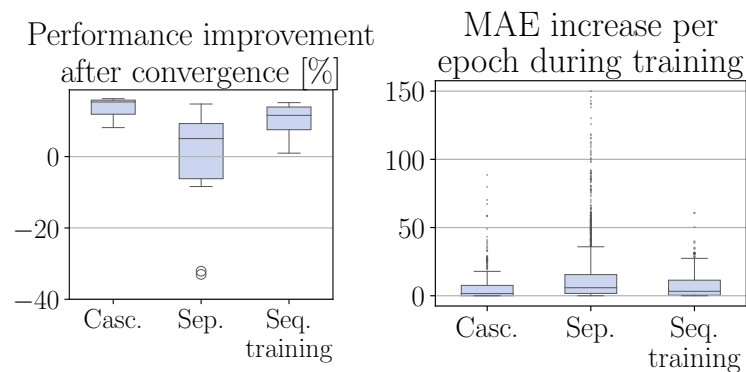 Performance improvement
after convergence [%]
0
−20
−40
Casc.
Sep.
Seq.
training
MAE increase per
epoch during training
150
100
50
0
Casc.
Sep.
Seq.
training